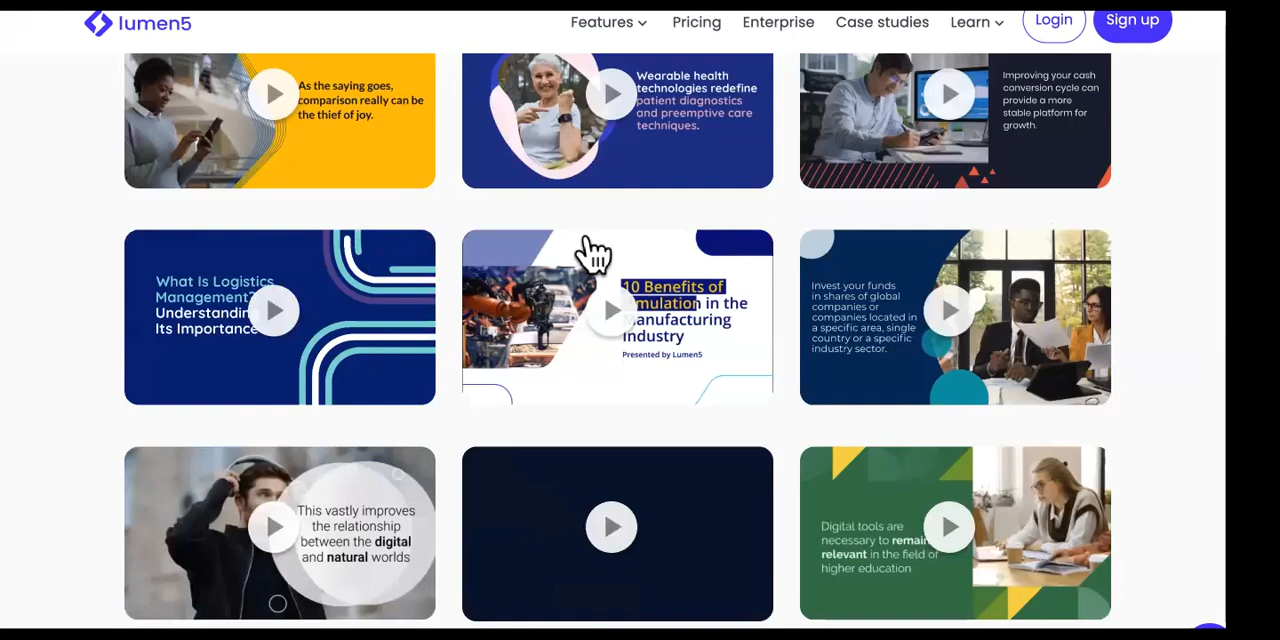 lumen5
Features
Pricing
Enterprise
Case studies
Learn
Login
Sign up
As the saying goes,
comparison really can be
the thief of joy.
Wearable health
technologies redefine
patient diagnostics
and preemptive care
techniques.
Improving your cash
conversion cycle can
provide a more
stable platform for
growth.
What Is Logistics
Management?
Understanding
Its Importance
10 Benefits of
Simulation in the
Manufacturing
Industry
Presented by Lumen5
Invest your funds
in shares of global
companies or
companies located in
a specific area, single
country or a specific
industry sector.
This vastly improves
the relationship
between the digital
and natural worlds
Digital tools are
necessary to remain
relevant in the field of
higher education